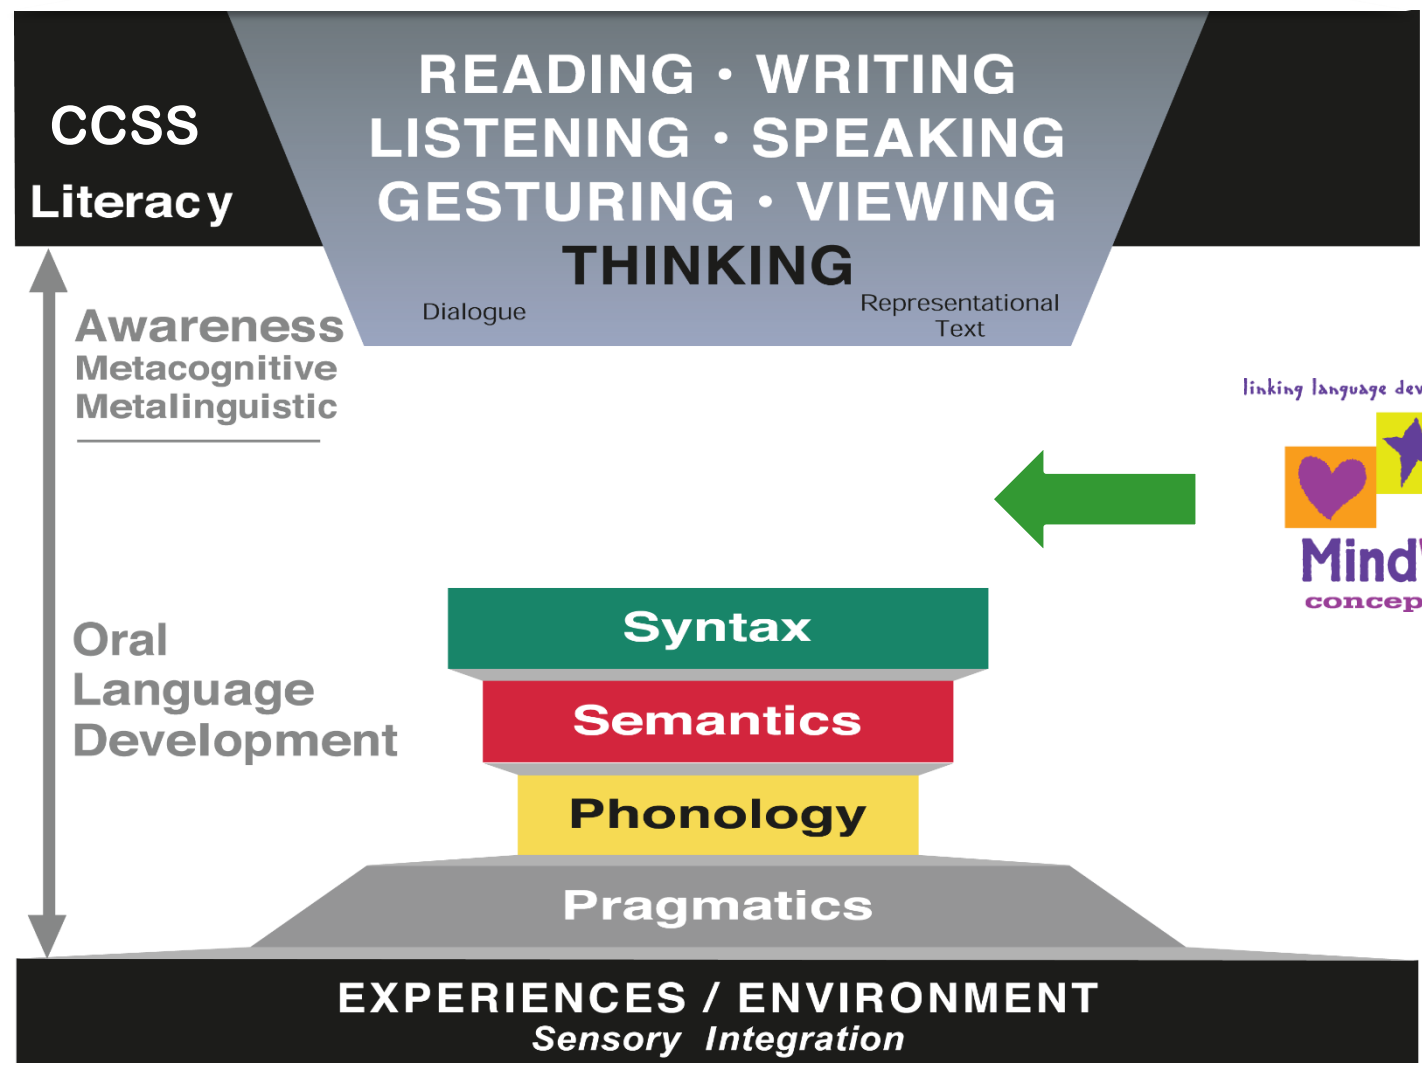 READING • WRITING
CCSS
LISTENING • SPEAKING
Literacy
GESTURING • VIEWING
THINKING
Dialogue
Representational
Text
Awareness
Metacognitive
Metalinguistic
linking language
Oral
Language
Development
Syntax
Semantics
Phonology
Pragmatics
EXPERIENCES / ENVIRONMENT
Sensory Integration